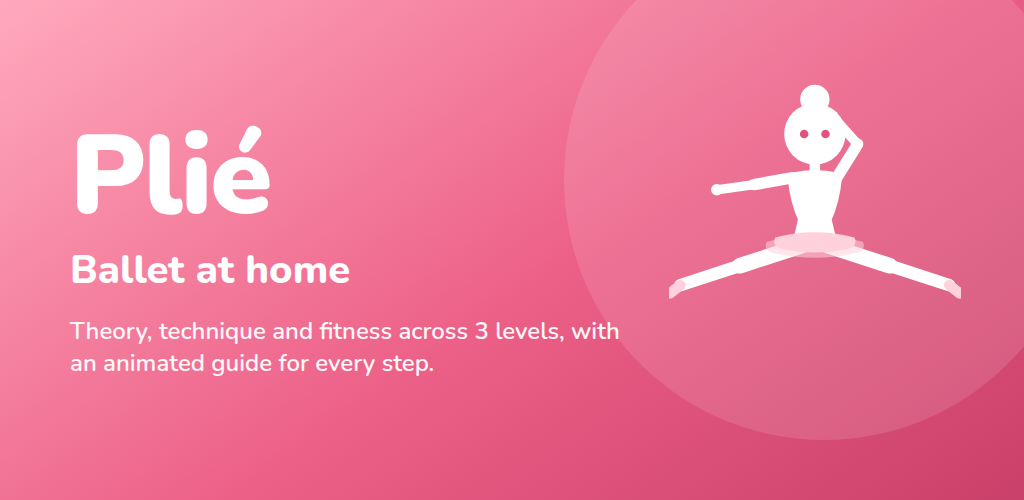 Plié
Ballet at home
Theory, technique and fitness across 3 levels, with
an animated guide for every step.